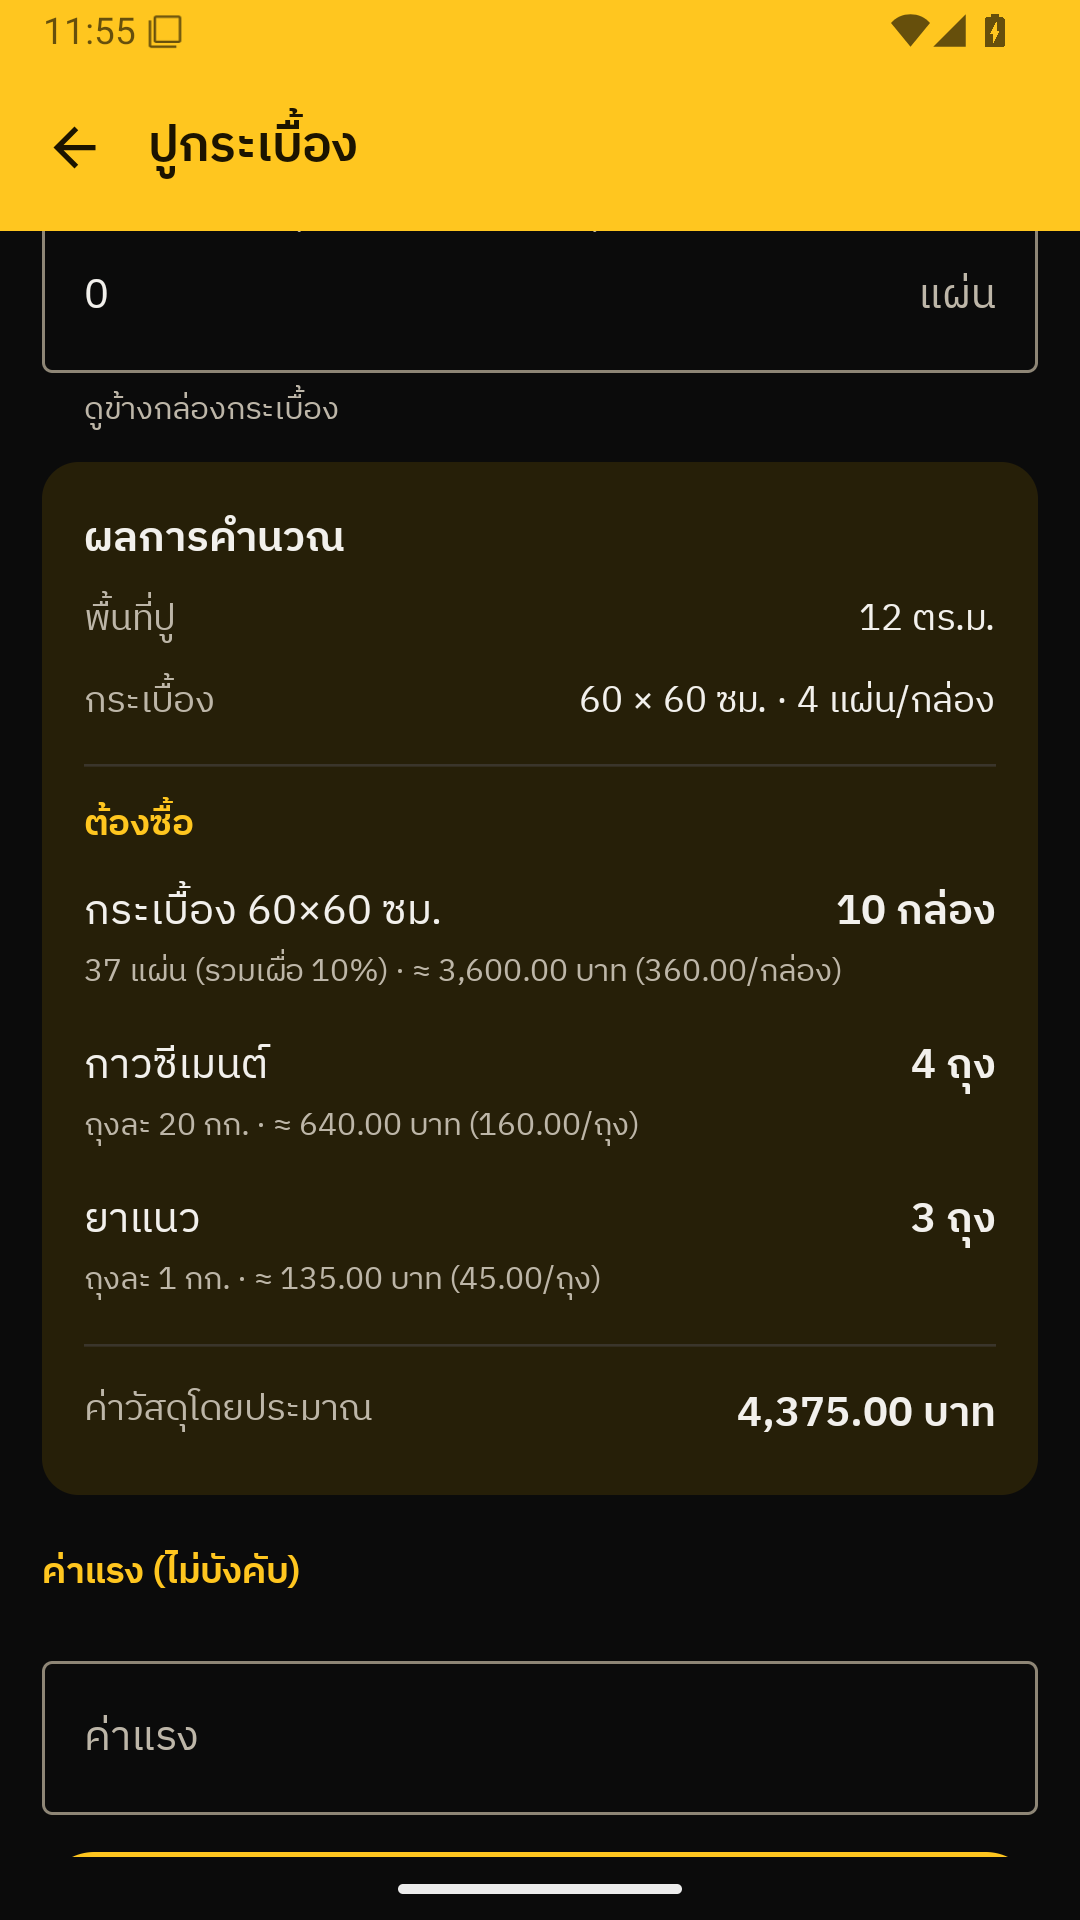 11:55
ปูกระเบื้อง
0 แผ่น
ดูข้างกล่องกระเบื้อง
ผลการคำนวณ
พื้นที่ปู 12 ตร.ม.
กระเบื้อง 60 × 60 ซม. · 4 แผ่น/กล่อง
ต้องซื้อ
กระเบื้อง 60×60 ซม. 10 กล่อง
37 แผ่น (รวมเผื่อ 10%) · ≈ 3,600.00 บาท (360.00/กล่อง)
กาวซีเมนต์ 4 ถุง
ถุงละ 20 กก. · ≈ 640.00 บาท (160.00/ถุง)
ยาแนว 3 ถุง
ถุงละ 1 กก. · ≈ 135.00 บาท (45.00/ถุง)
ค่าวัสดุโดยประมาณ 4,375.00 บาท
ค่าแรง (ไม่บังคับ)
ค่าแรง